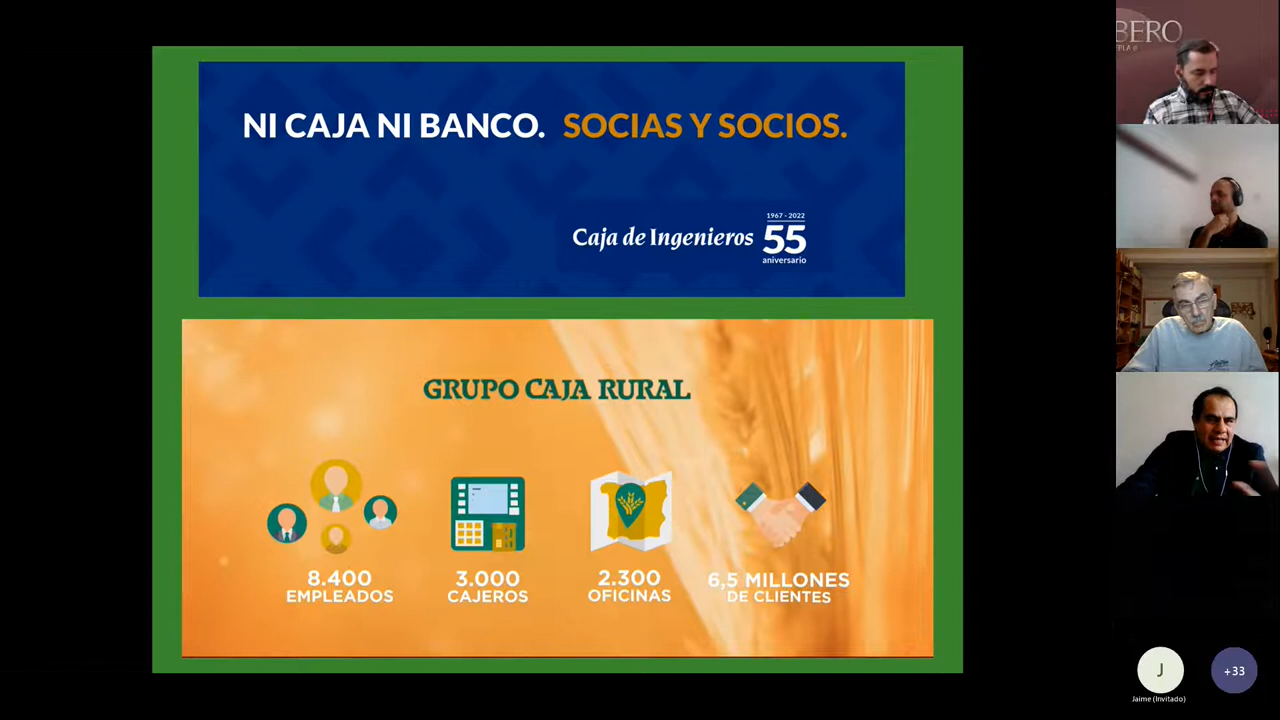 NI CAJA NI BANCO. SOCIAS Y SOCIOS.
1967 - 2022
Caja de Ingenieros 55
aniversario
GRUPO CAJA RURAL
8.400
EMPLEADOS
3.000
CAJEROS
2.300
OFICINAS
6,5 MILLONES
DE CLIENTES
BERO
J
+33
Jaime (Invitado)